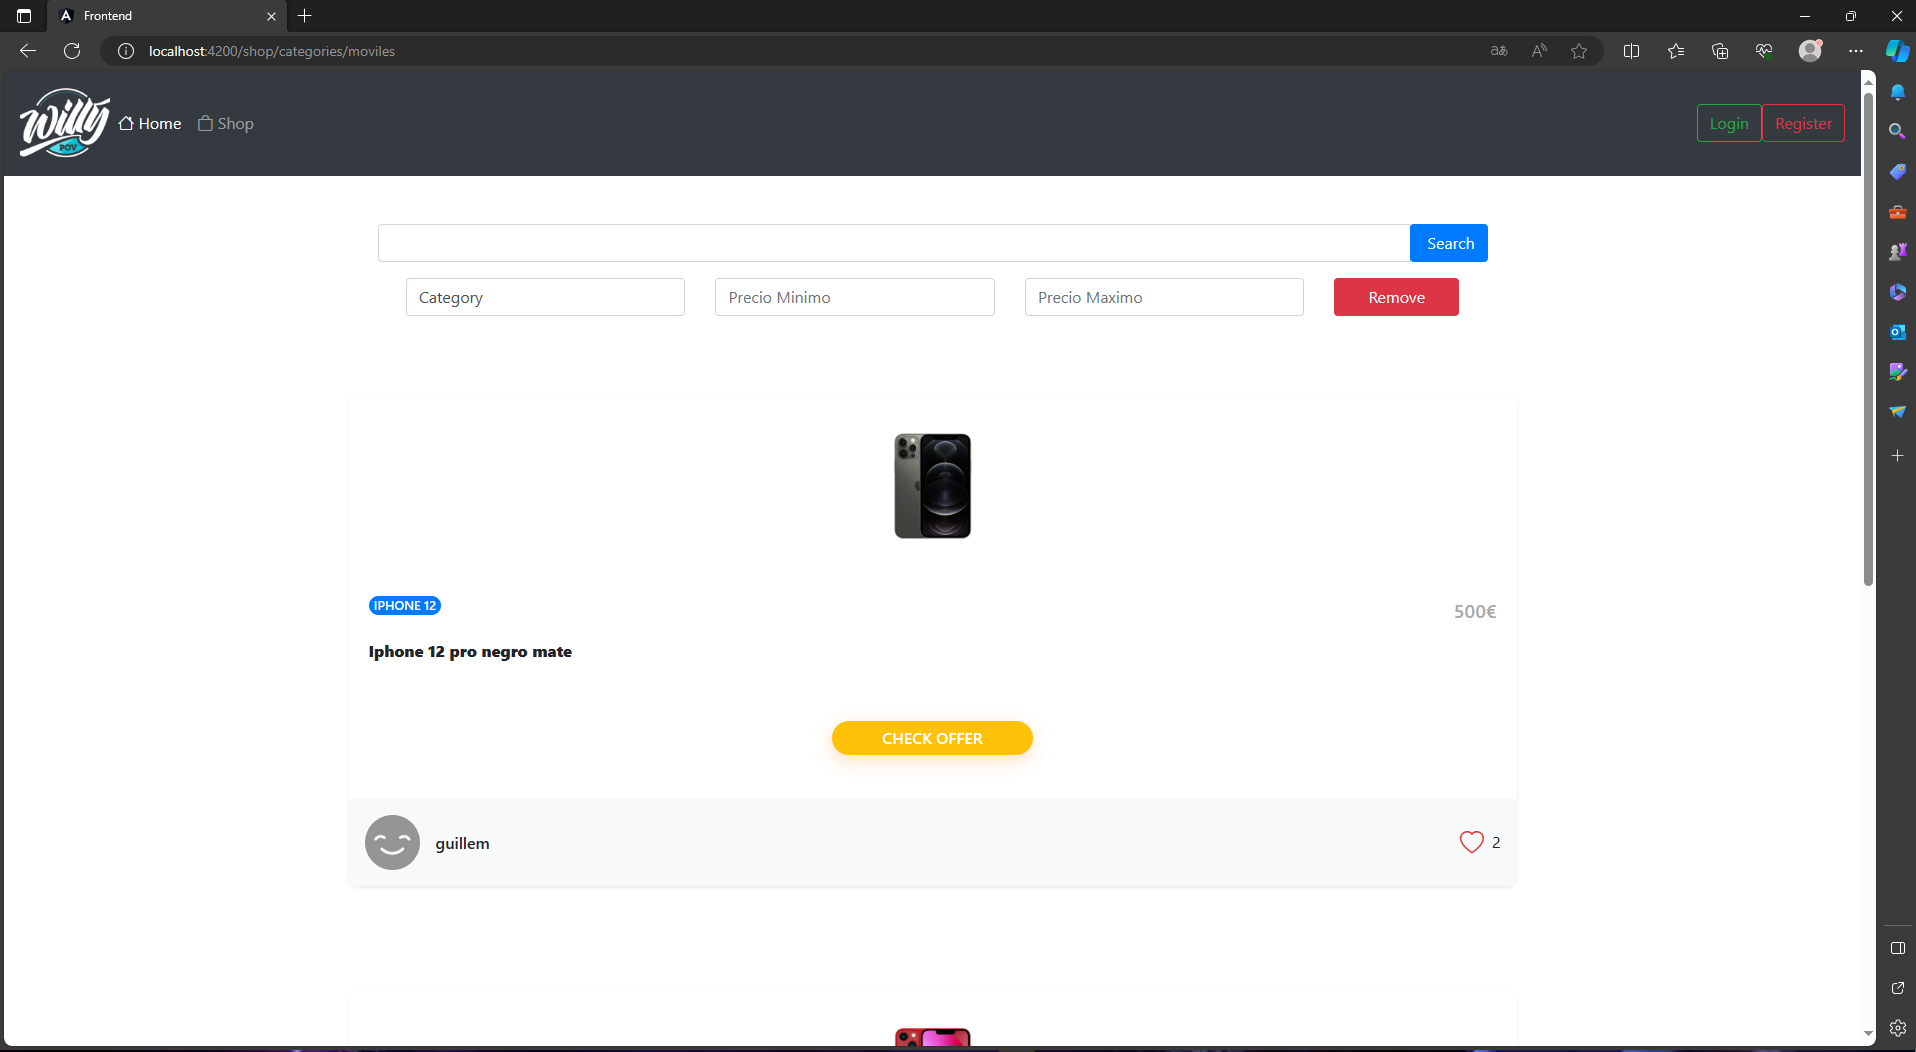 Frontend
localhost:4200/shop/categories/moviles
Willy
POV
Home
Shop
Login
Register
Search
Category
Precio Minimo
Precio Maximo
Remove
IPHONE 12
500€
Iphone 12 pro negro mate
CHECK OFFER
guillem
2